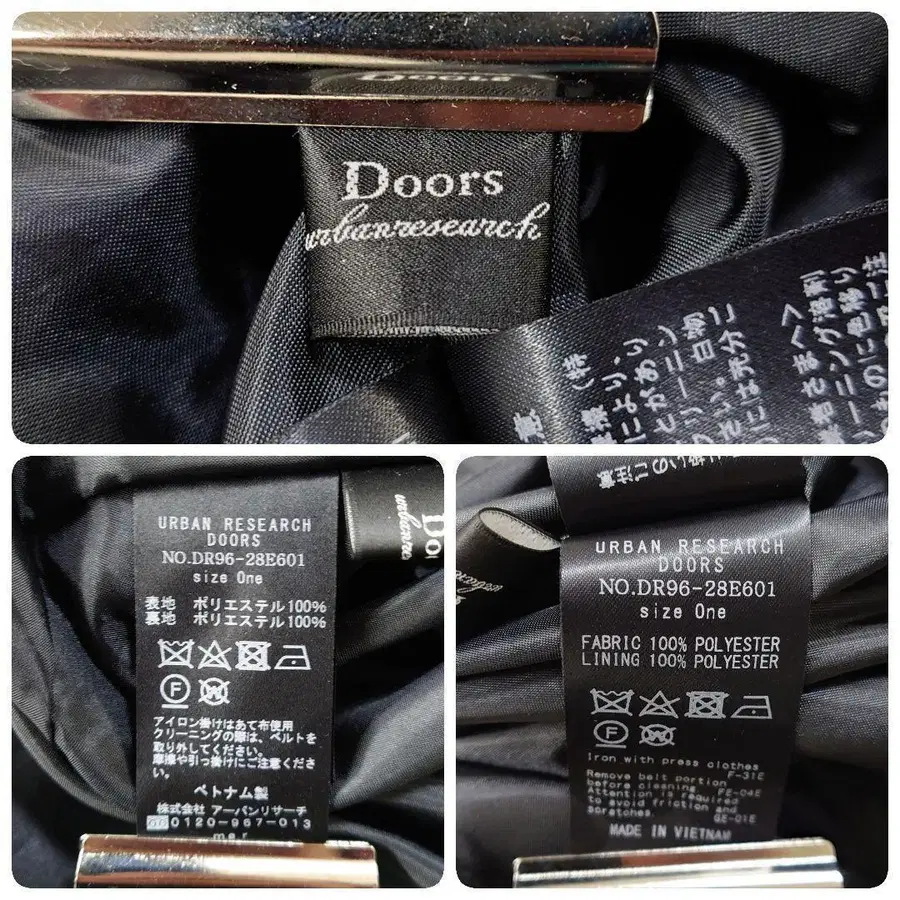 Doors
urbanresearch
URBAN RESEARCH
DOORS
NO.DR96-28E601
size One
表地 ポリエステル100%
裏地 ポリエステル100%
アイロン掛けはあて布使用
クリーニングの際は、ベルトを
取り外してください。
摩擦や引っ掛けにご注意くださ
い。
ベトナム製
株式会社 アーバンリサーチ
0120-967-013
m.e.r
URBAN RESEARCH
DOORS
NO.DR96-28E601
size One
FABRIC 100% POLYESTER
LINING 100% POLYESTER
Iron with press clothes
Remove belt portion F-31E
before cleaning FE-04E
Attention is required
to avoid friction and
scratches. GE-01E
MADE IN VIETNAM